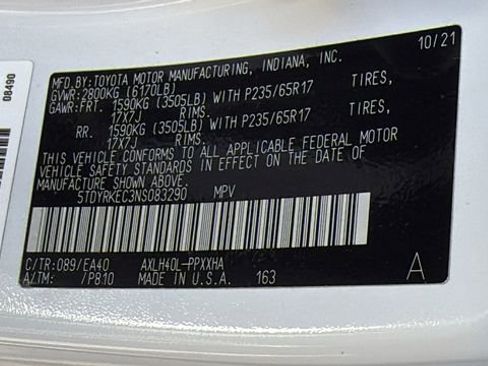 08490
MFD.BY:TOYOTA MOTOR MANUFACTURING, INDIANA, INC. 10/21
GVWR:2800KG (6170LB)
GAWR:FRT. 1590KG (3505LB) WITH P235/65R17 TIRES,
17X7J RIMS.
RR. 1590KG (3505LB) WITH P235/65R17 TIRES,
17X7J RIMS.
THIS VEHICLE CONFORMS TO ALL APPLICABLE FEDERAL MOTOR
VEHICLE SAFETY STANDARDS IN EFFECT ON THE DATE OF
MANUFACTURE SHOWN ABOVE.
5TDYRKEC3NS083290 MPV
C/TR:089/EA40 AXLH40L-PPXXHA
A/TM: /P810 MADE IN U.S.A. 163 A